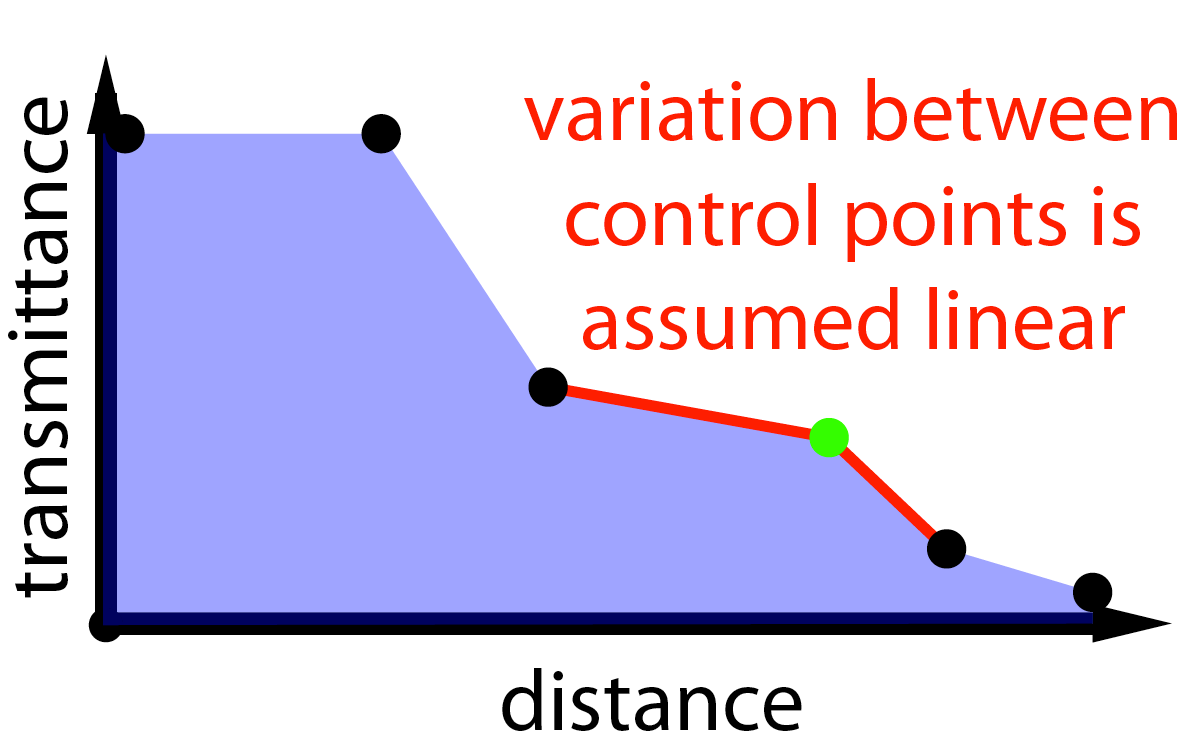 variation between
control points is
assumed linear
transmittance
distance